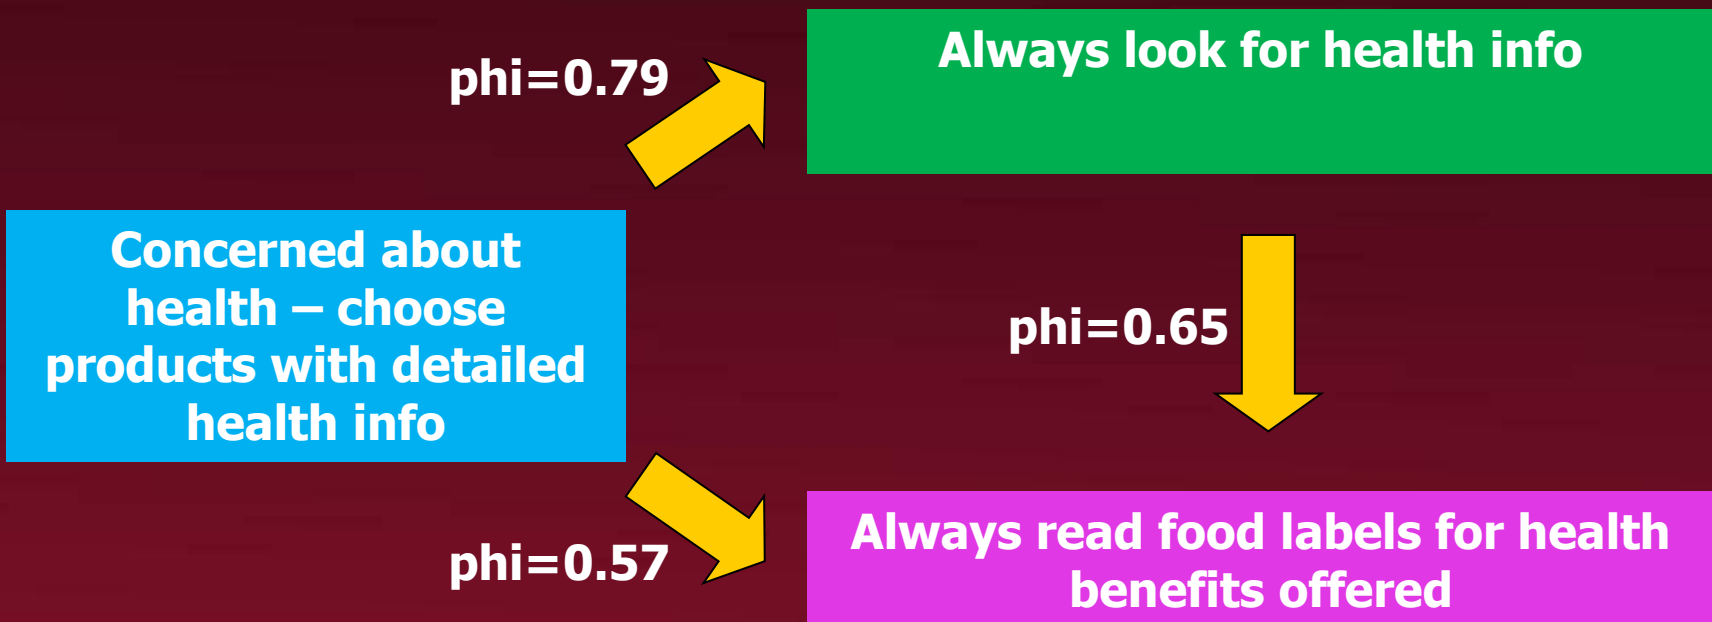 phi=0.79
Always look for health info
Concerned about
health – choose
products with detailed
health info
phi=0.65
phi=0.57
Always read food labels for health
benefits offered